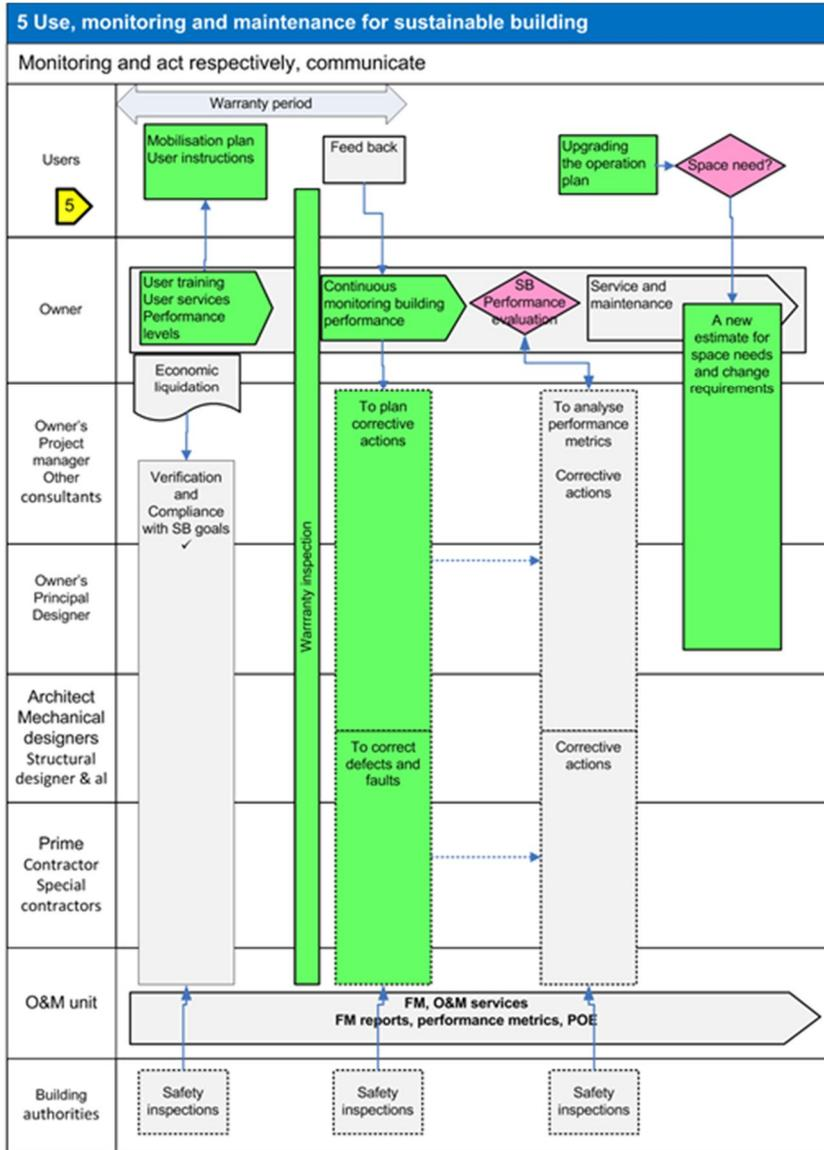 5 Use, monitoring and maintenance for sustainable building
Monitoring and act respectively, communicate
Warranty period
Users
5
Mobilisation plan
User instructions
Feed back
Upgrading
the operation
plan
Space need?
Owner
User training
User services
Performance
levels
Continuous
monitoring building
performance
SB
Performance
evaluation
Service and
maintenance
A new
estimate for
space needs
and change
requirements
Economic
liquidation
Owner's
Project
manager
Other
consultants
Verification
and
Compliance
with SB goals
✓
Warrranty inspection
To plan
corrective
actions
To analyse
performance
metrics
Corrective
actions
Owner's
Principal
Designer
Architect
Mechanical
designers
Structural
designer & al
To correct
defects and
faults
Corrective
actions
Prime
Contractor
Special
contractors
O&M unit
FM, O&M services
FM reports, performance metrics, POE
Building
authorities
Safety
inspections
Safety
inspections
Safety
inspections